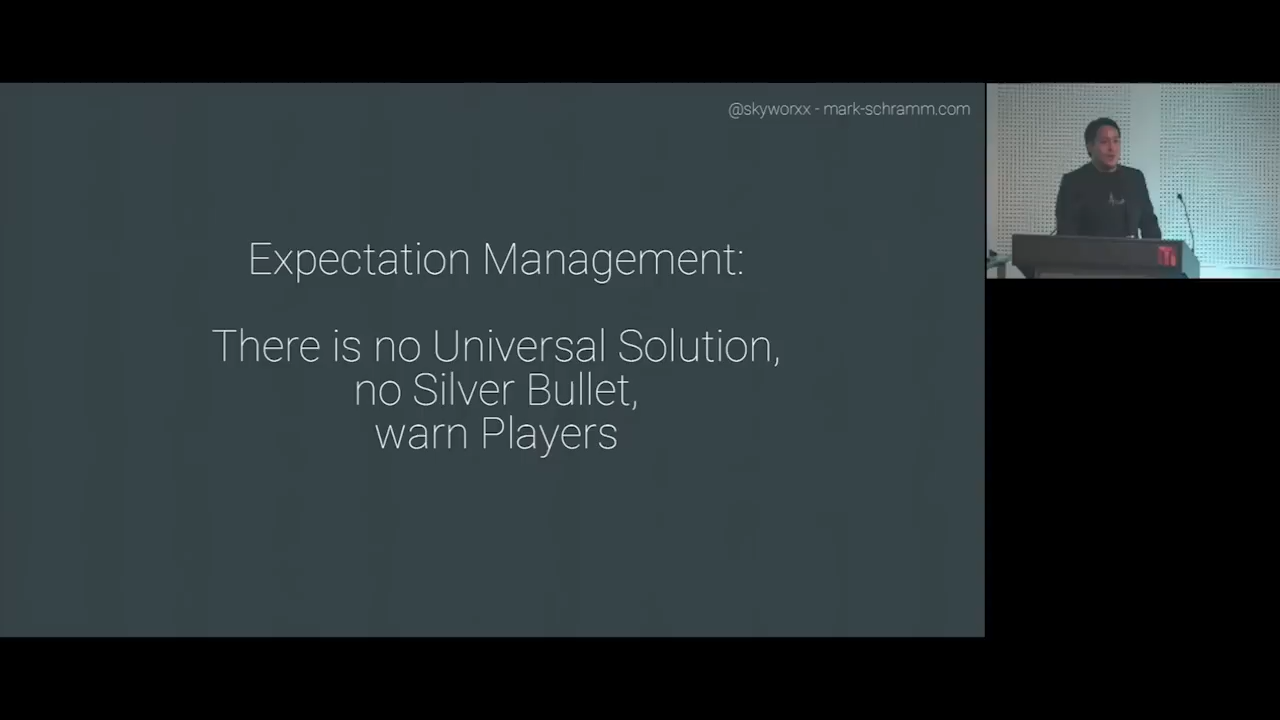 @skyworxx - mark-schramm.com
Expectation Management:
There is no Universal Solution,
no Silver Bullet,
warn Players